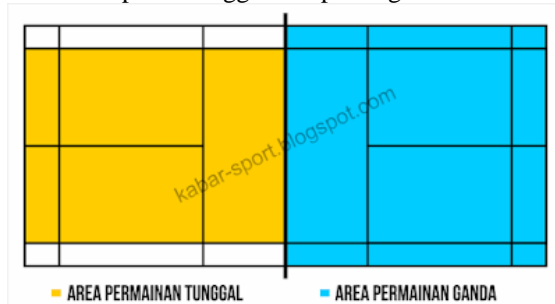 kabar-sport.blogspot.com
AREA PERMAINAN TUNGGAL
AREA PERMAINAN GANDA